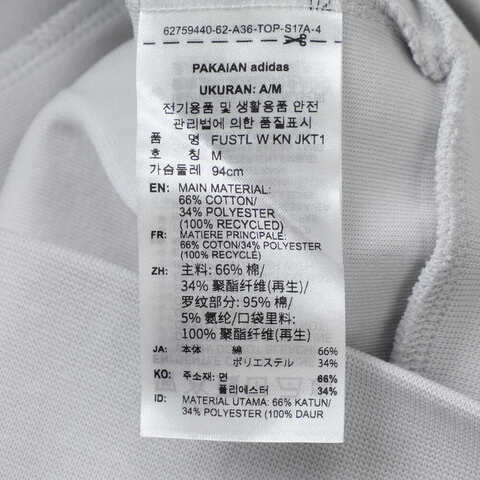 62759440-62-A36-TOP-S17A-4
PAKAIAN adidas
UKURAN: A/M
전기용품 및 생활용품 안전
관리법에 의한 품질표시
품 명 FUSTL W KN JKT1
호 칭 M
가슴둘레 94cm
EN: MAIN MATERIAL:
66% COTTON/
34% POLYESTER
(100% RECYCLED)
FR: MATIERE PRINCIPALE:
66% COTON/34% POLYESTER
(100% RECYCLÉ)
ZH: 主料: 66% 棉/
34% 聚酯纤维(再生)/
罗纹部分: 95% 棉/
5% 氨纶/口袋里料:
100% 聚酯纤维(再生)
JA: 本体 綿 66%
ポリエステル 34%
KO: 주소재: 면 66%
폴리에스터 34%
ID: MATERIAL UTAMA: 66% KATUN/
34% POLYESTER (100% DAUR